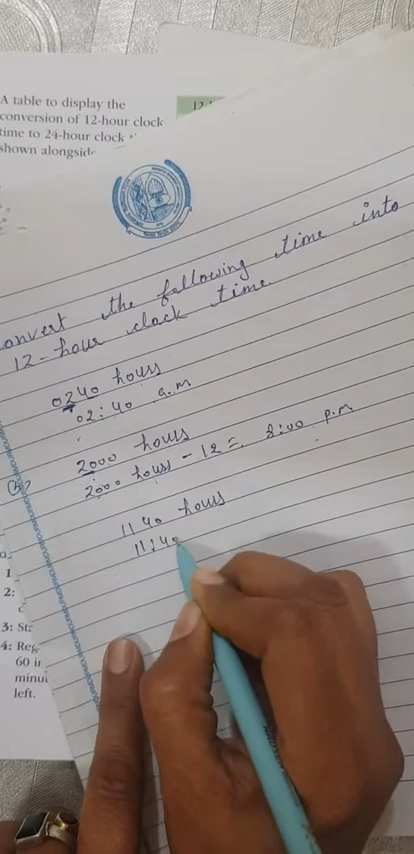 A table to display the
conversion of 12-hour clock
time to 24-hour clock
shown alongside
onvert the following time into
12-hour clock time
0240 hours
02:40 a.m
2000 hours
2000 hours - 12 = 8:00 p.m
1140 hours
11:40
1
2:
3: St
4: Reg
60 i
minu
left.